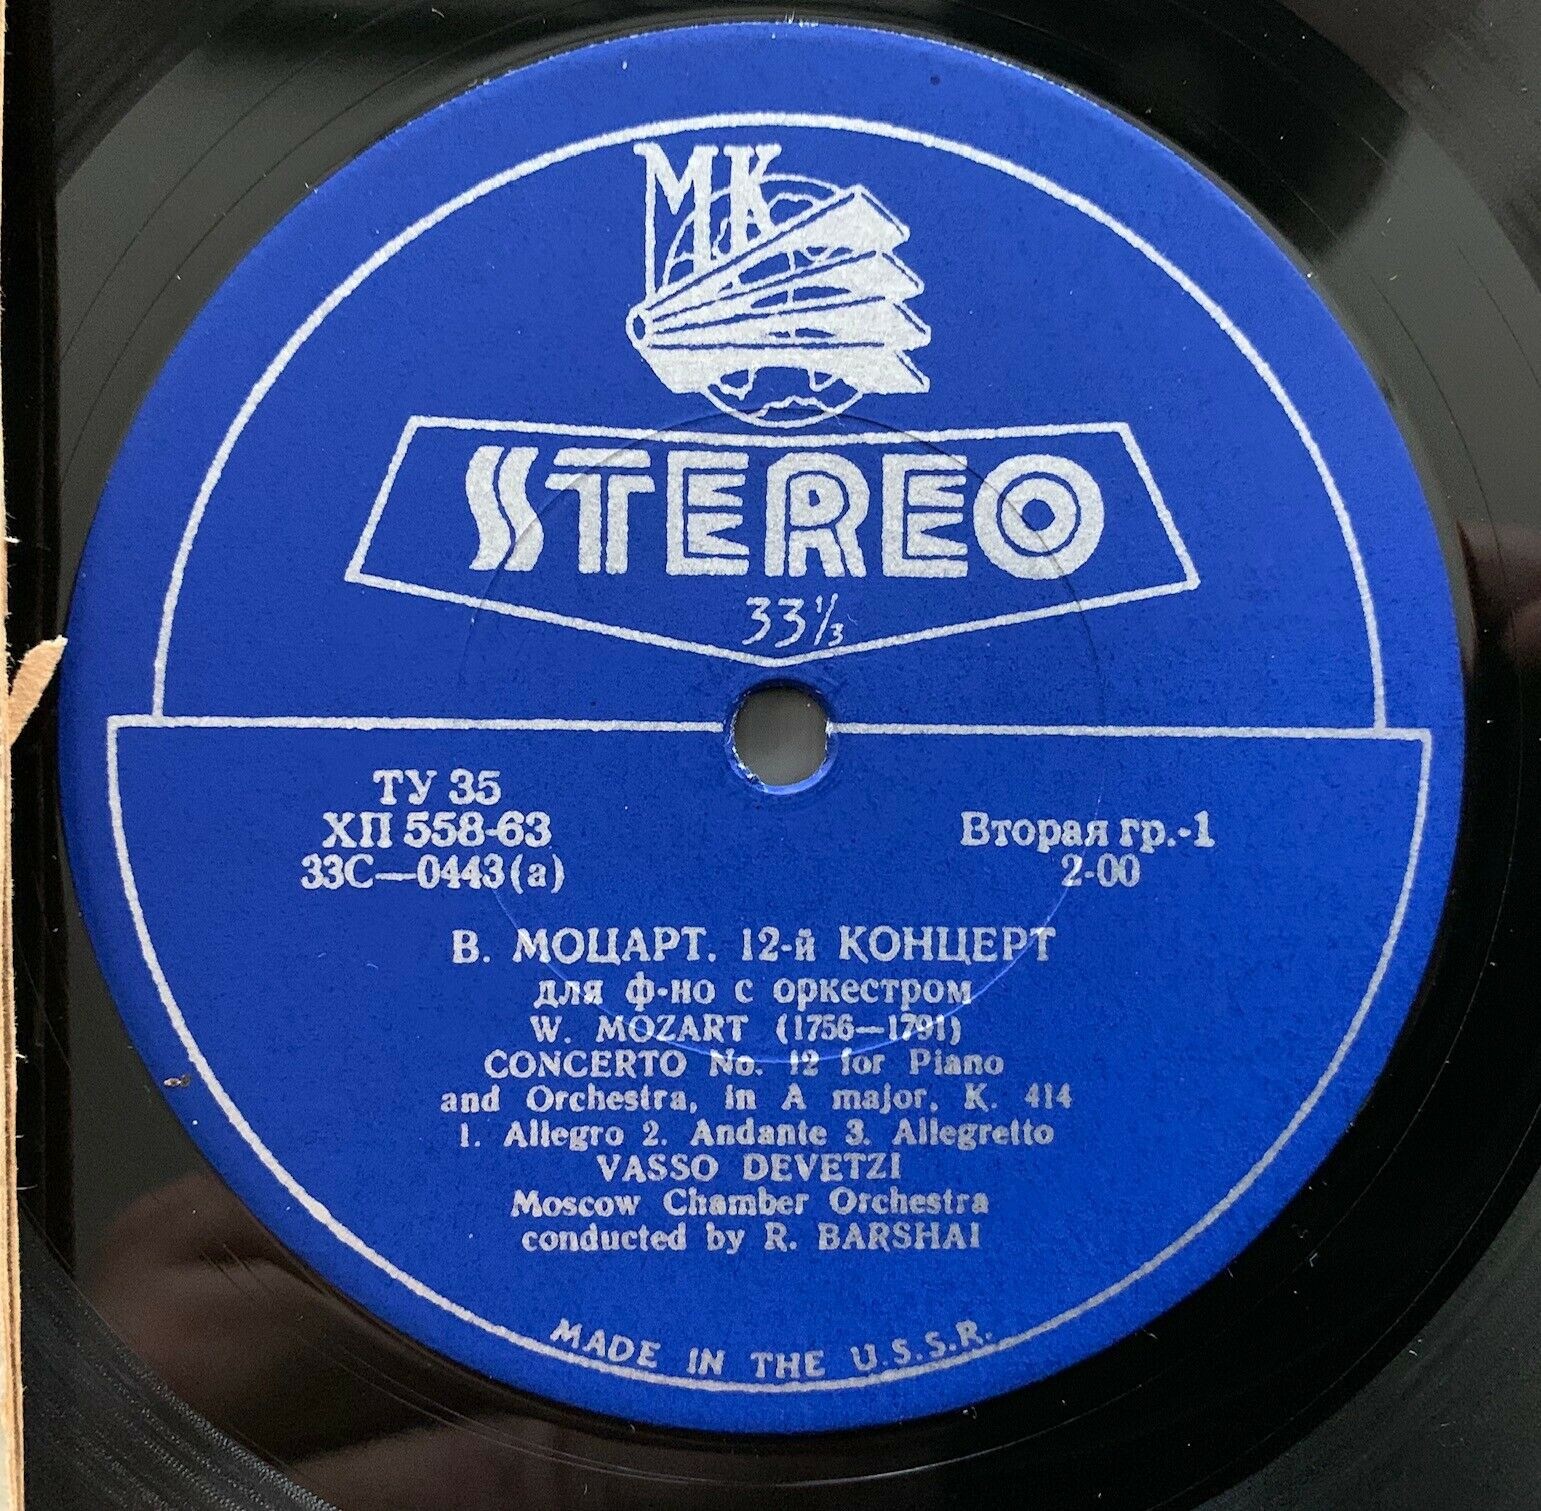 МК
STEREO
33⅓
ТУ 35
ХП 558-63
33С—0443(а)
Вторая гр.-1
2-00
В. МОЦАРТ. 12-й КОНЦЕРТ
для ф-но с оркестром
W. MOZART (1756—1791)
CONCERTO No. 12 for Piano
and Orchestra, in A major, K. 414
1. Allegro 2. Andante 3. Allegretto
VASSO DEVETZI
Moscow Chamber Orchestra
conducted by R. BARSHAI
MADE IN THE U.S.S.R.